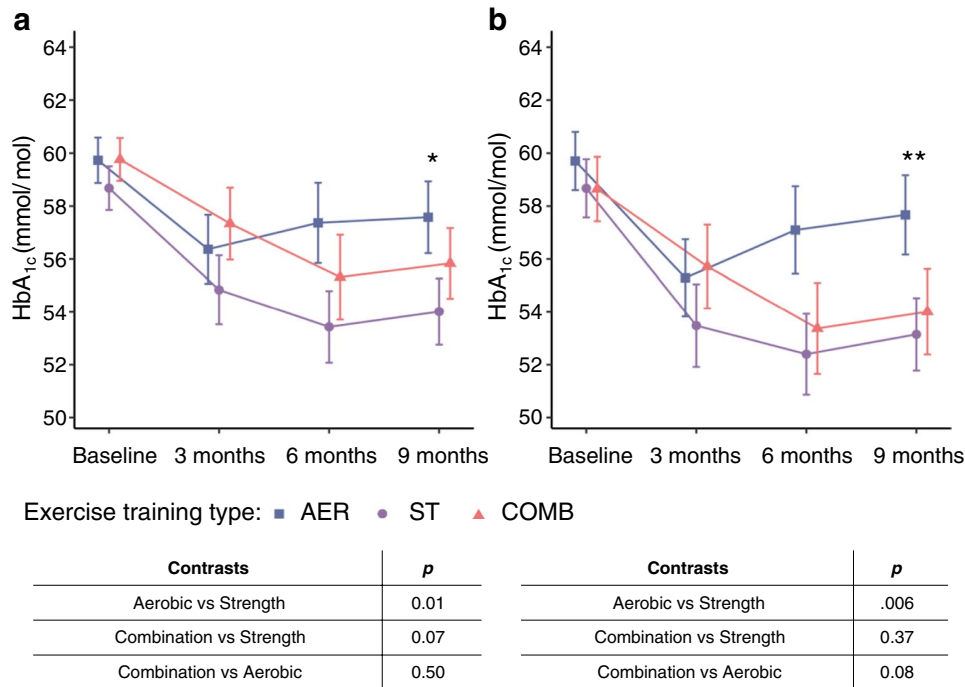 a
b
HbA1c (mmol/mol)
64
62
60
58
56
54
52
50
*
Baseline 3 months 6 months 9 months
HbA1c (mmol/mol)
64
62
60
58
56
54
52
50
**
Baseline 3 months 6 months 9 months
Exercise training type: AER ST COMB
Contrasts p
Aerobic vs Strength 0.01
Combination vs Strength 0.07
Combination vs Aerobic 0.50
Contrasts p
Aerobic vs Strength .006
Combination vs Strength 0.37
Combination vs Aerobic 0.08